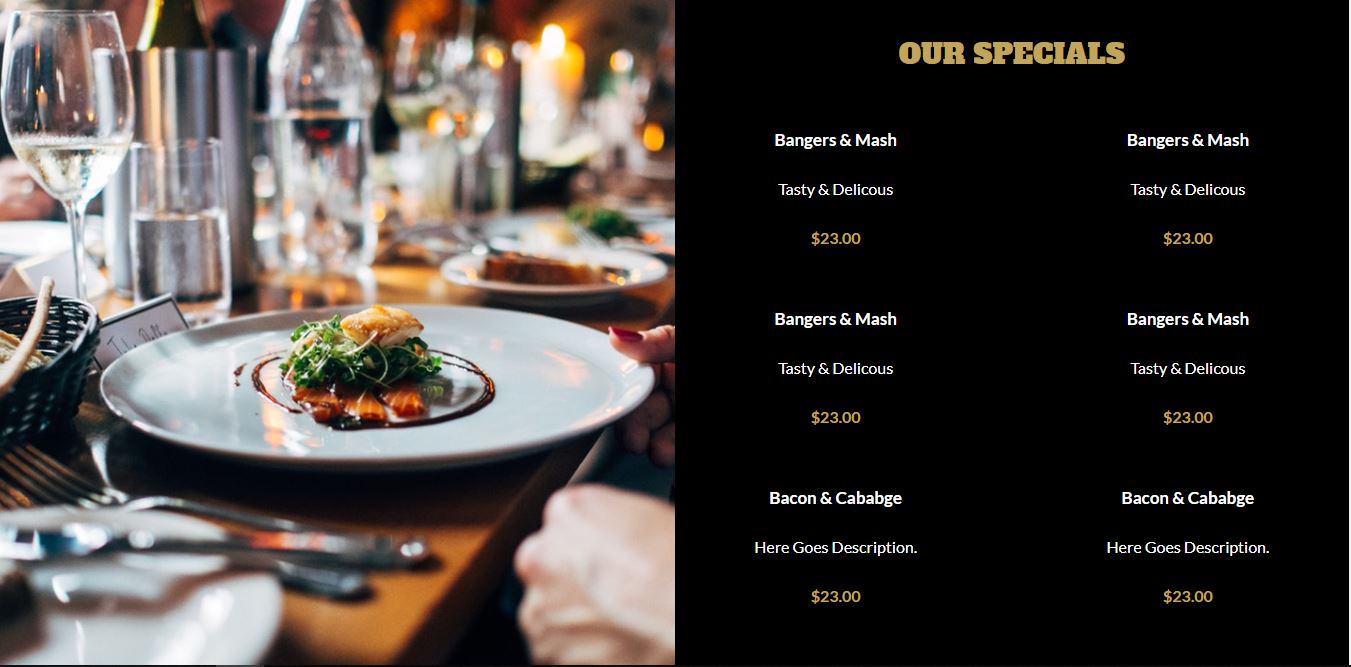 OUR SPECIALS
Bangers & Mash
Tasty & Delicous
$23.00
Bangers & Mash
Tasty & Delicous
$23.00
Bangers & Mash
Tasty & Delicous
$23.00
Bangers & Mash
Tasty & Delicous
$23.00
Bacon & Cababge
Here Goes Description.
$23.00
Bacon & Cababge
Here Goes Description.
$23.00